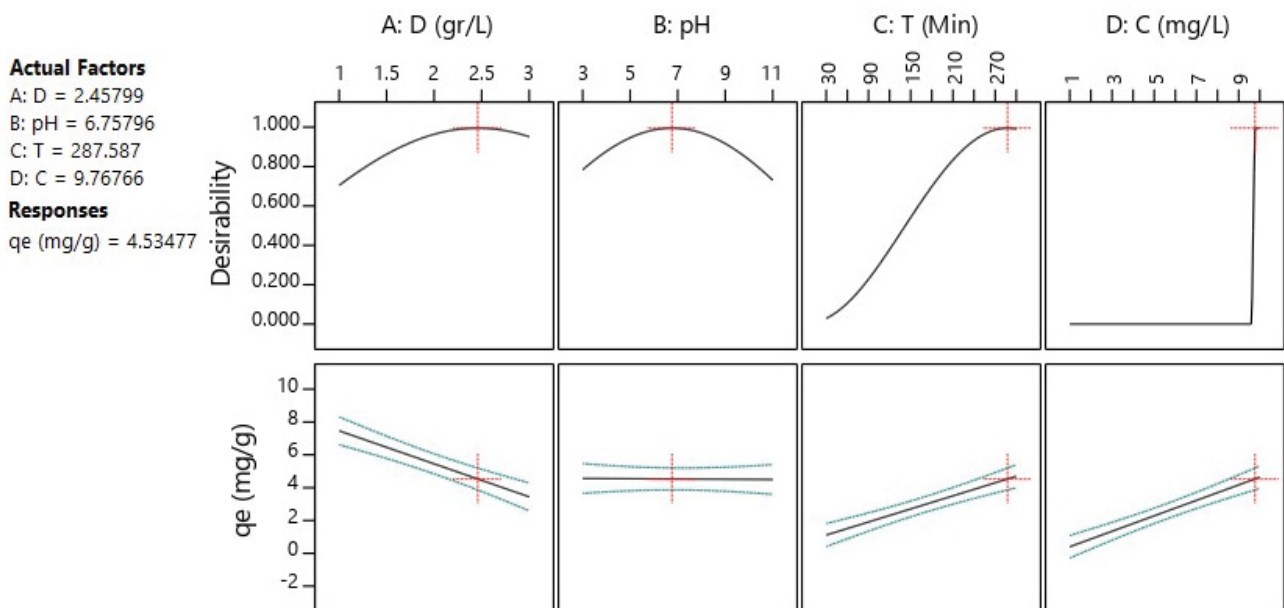 A: D (gr/L) B: pH C: T (Min) D: C (mg/L)
Actual Factors
A: D = 2.45799
B: pH = 6.75796
C: T = 287.587
D: C = 9.76766
Responses
qe (mg/g) = 4.53477
1 1.5 2 2.5 3 3 5 7 9 11 30 90 150 210 270 1 3 5 7 9
Desirability
1.000
0.800
0.600
0.400
0.200
0.000
qe (mg/g)
10
8
6
4
2
0
-2